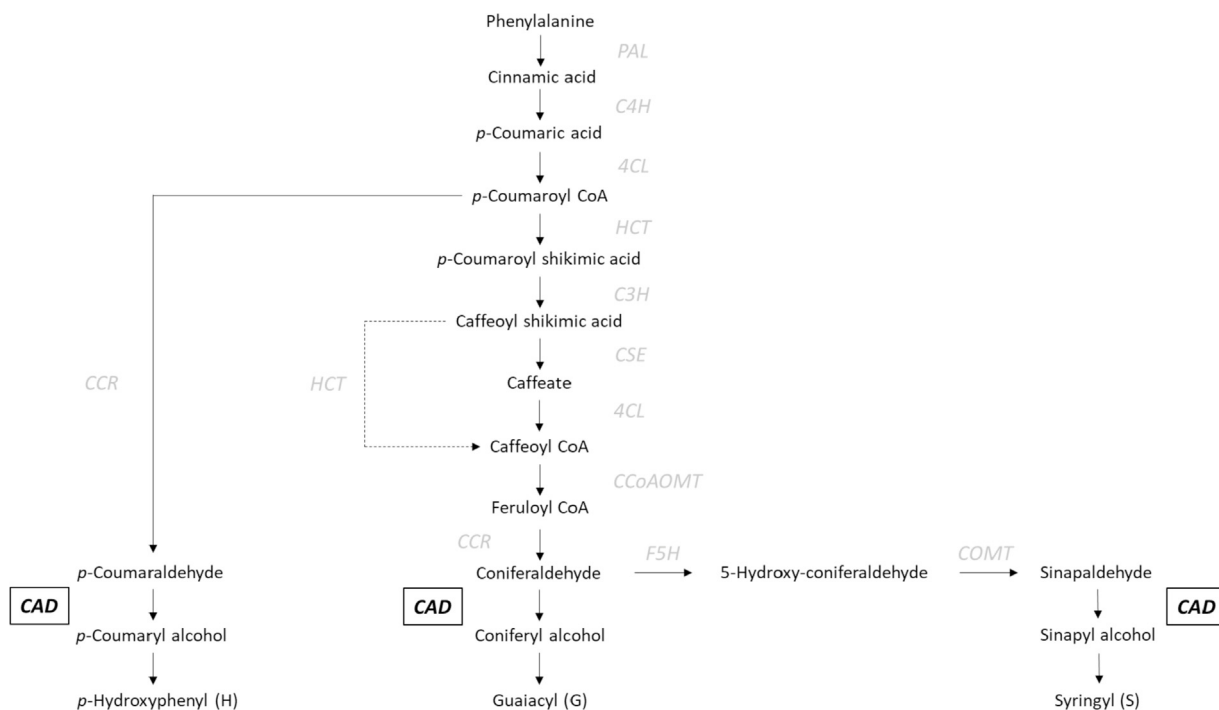 Phenylalanine
PAL
Cinnamic acid
C4H
p-Coumaric acid
4CL
p-Coumaroyl CoA
HCT
p-Coumaroyl shikimic acid
C3H
Caffeoyl shikimic acid
CSE
CCR
HCT
Caffeate
4CL
Caffeoyl CoA
CCoAOMT
Feruloyl CoA
CCR
F5H
COMT
p-Coumaraldehyde
Coniferaldehyde
5-Hydroxy-coniferaldehyde
Sinapaldehyde
CAD
CAD
CAD
p-Coumaryl alcohol
Coniferyl alcohol
Sinapyl alcohol
p-Hydroxyphenyl (H)
Guaiacyl (G)
Syringyl (S)